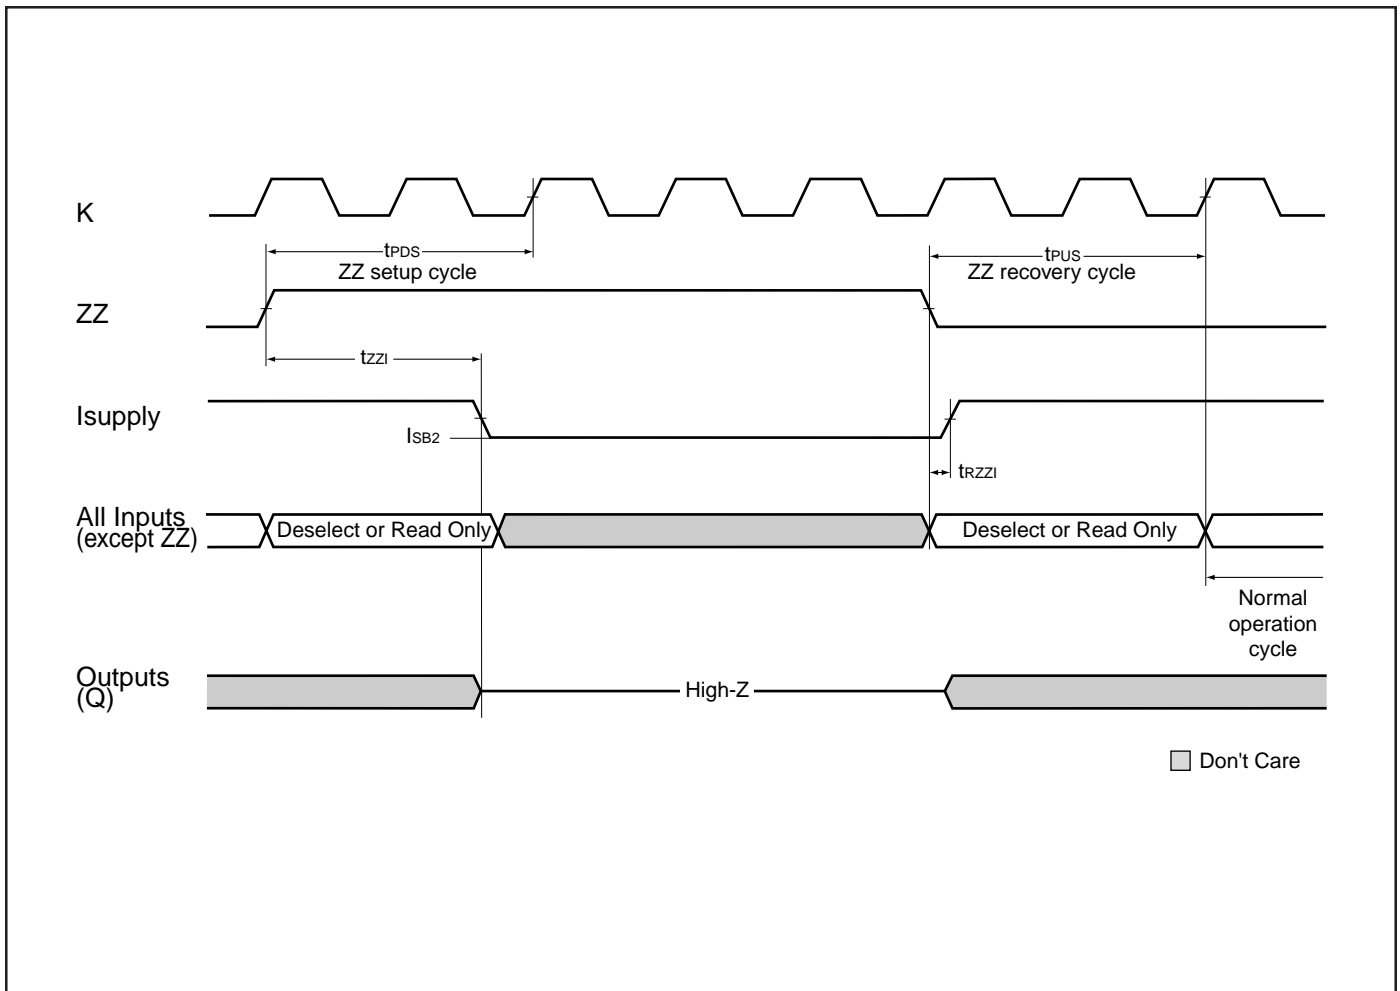 K
tPDS
ZZ setup cycle
tPUS
ZZ recovery cycle
ZZ
tZZI
Isupply
ISB2
tRZZI
All Inputs
(except ZZ)
Deselect or Read Only
Deselect or Read Only
Normal
operation
cycle
Outputs
(Q)
High-Z
Don't Care